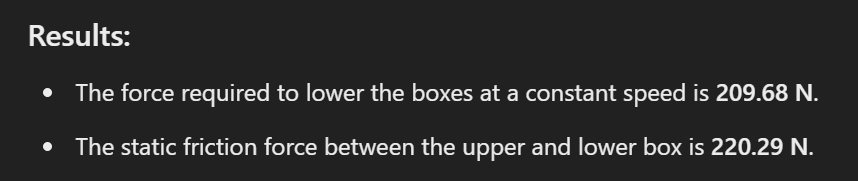 Results:
• The force required to lower the boxes at a constant speed is 209.68 N.
• The static friction force between the upper and lower box is 220.29 N.